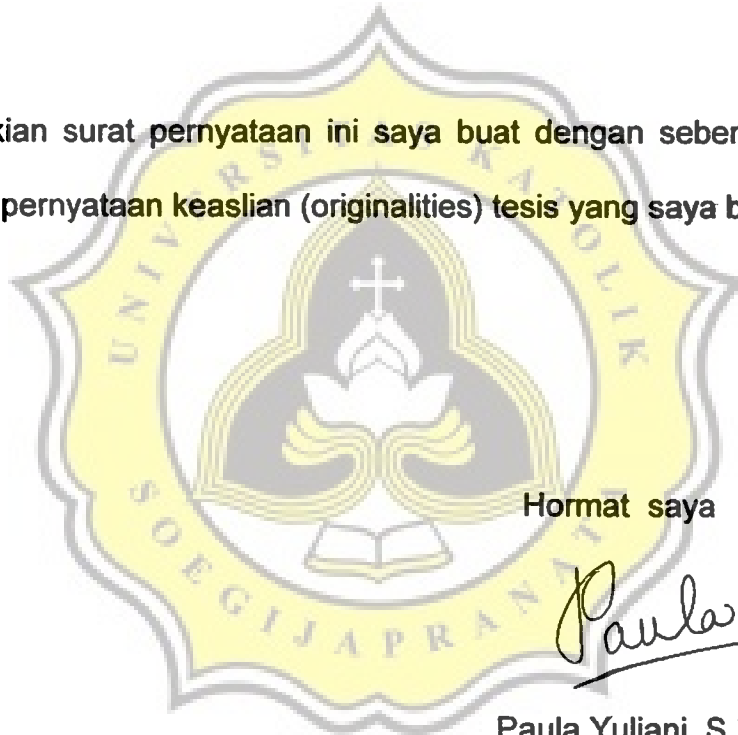 kian surat pernyataan ini saya buat dengan seber
pernyataan keaslian (originalities) tesis yang saya b
UNIVERSITAS KATOLIK
SOEGIJAPRANATA
Hormat saya
Paula
Paula Yuliani, S.